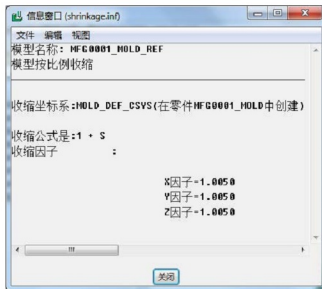 信息窗口 (shrinkage.inf)
文件 编辑 视图
模型名称: MFG0001_MOLD_REF
模型按比例收缩
收缩坐标系:MOLD_DEF_CSYS(在零件MFG0001_MOLD中创建)
收缩公式是:1 + S
收缩因子 :
X因子=1.0050
Y因子=1.0050
Z因子=1.0050
关闭